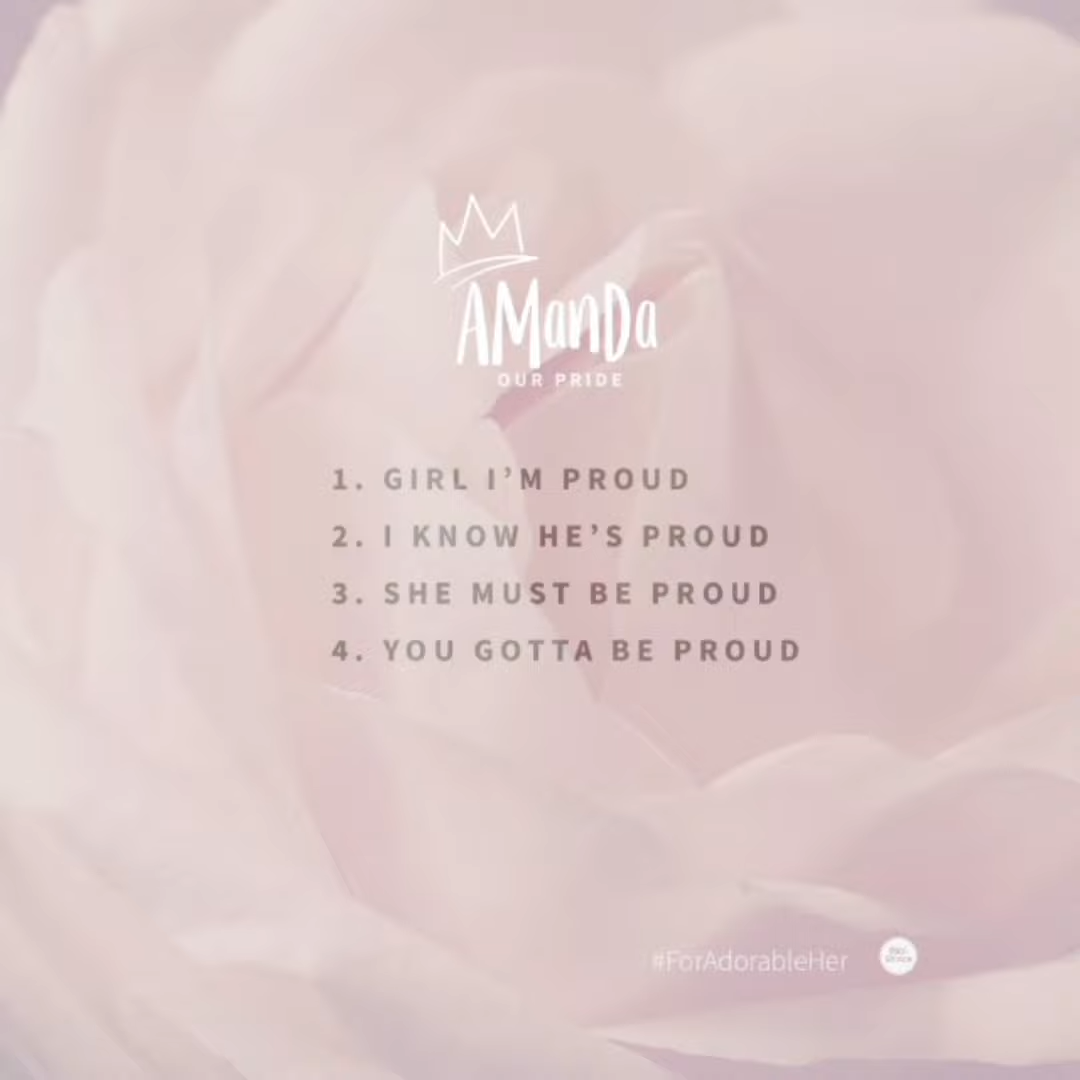 AManDa
OUR PRIDE
1. GIRL I’M PROUD
2. I KNOW HE’S PROUD
3. SHE MUST BE PROUD
4. YOU GOTTA BE PROUD
#ForAdorableHer